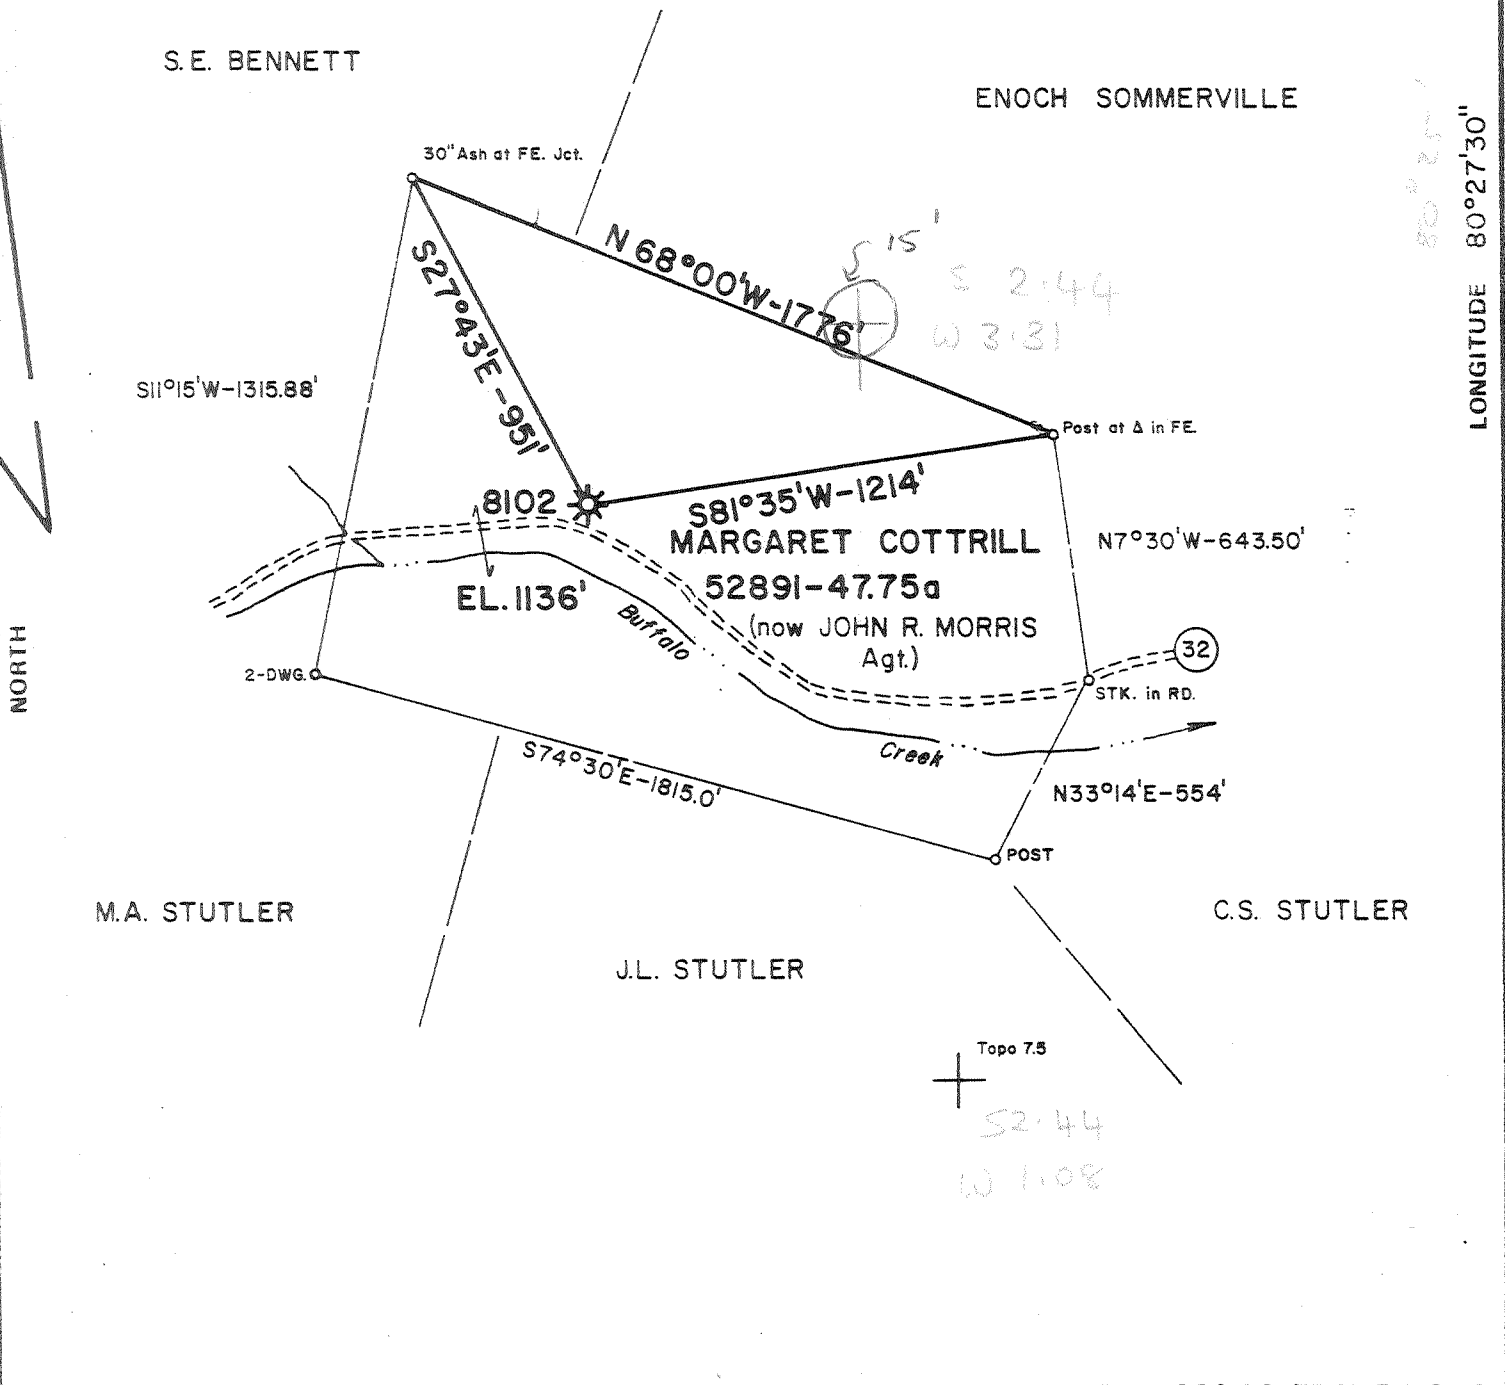 S.E. BENNETT
ENOCH SOMMERVILLE
LONGITUDE 80°27'30"
80° 25'
30" Ash at FE. Jct.
N 68°00'W-1776'
15'
S 2.44
W 3.31
S27°43'E-951'
S11°15'W-1315.88'
Post at Δ in FE.
8102
S81°35'W-1214'
MARGARET COTTRILL
N7°30'W-643.50'
52891-47.75a
EL. 1136'
(now JOHN R. MORRIS
Agt.)
Buffalo
32
NORTH
2-DWG.
STK. in RD.
Creek
S74°30'E-1815.0'
N33°14'E-554'
POST
M.A. STUTLER
C.S. STUTLER
J.L. STUTLER
Topo 7.5
S2.44
W 1.08